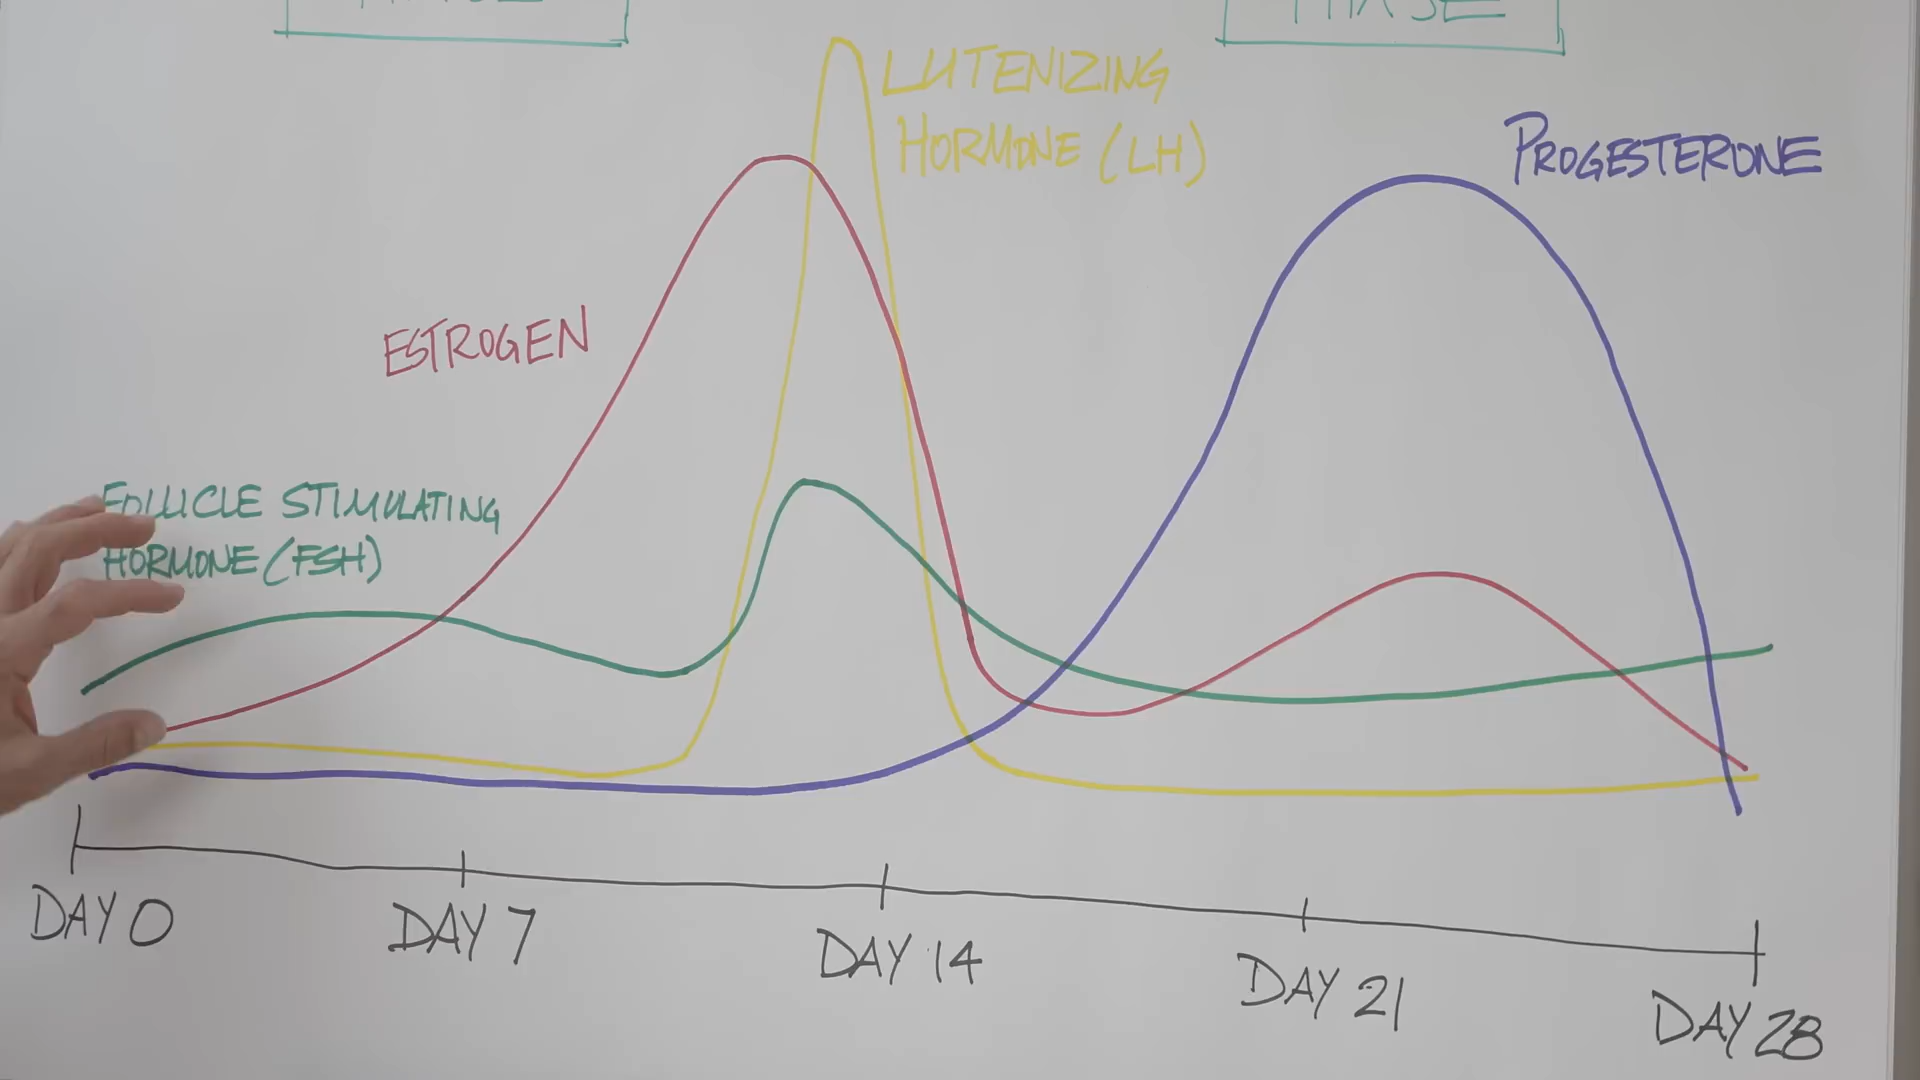 PHASE
LUTENIZING
HORMONE (LH)
PROGESTERONE
ESTROGEN
FOLLICLE STIMULATING
HORMONE (FSH)
DAY 0
DAY 7
DAY 14
DAY 21
DAY 28